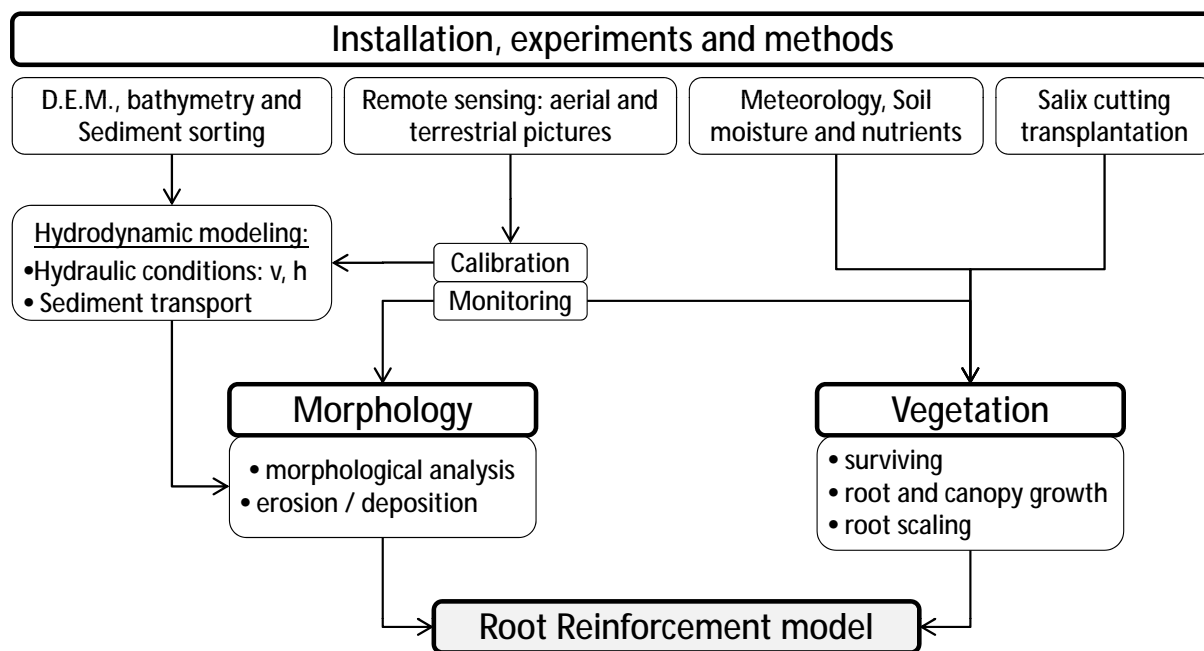 Installation, experiments and methods
D.E.M., bathymetry and
Sediment sorting
Remote sensing: aerial and
terrestrial pictures
Meteorology, Soil
moisture and nutrients
Salix cutting
transplantation
Hydrodynamic modeling:
•Hydraulic conditions: v, h
• Sediment transport
Calibration
Monitoring
Morphology
• morphological analysis
• erosion / deposition
Vegetation
• surviving
• root and canopy growth
• root scaling
Root Reinforcement model